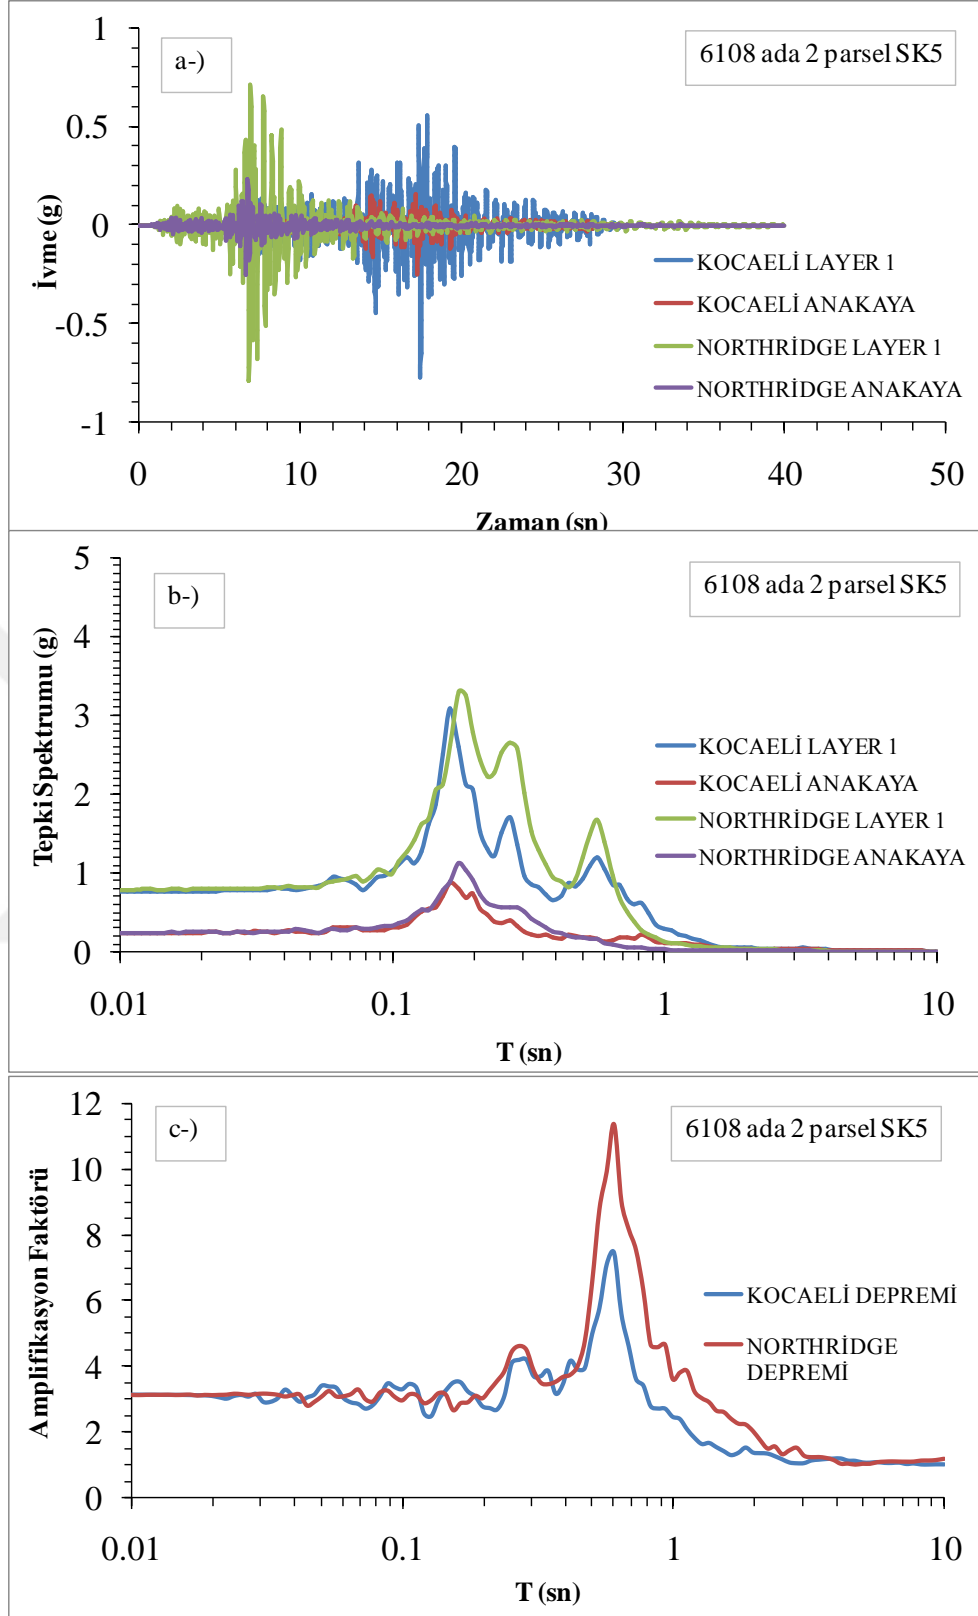 1
a-)
6108 ada 2 parsel SK5
0.5
İvme (g)
0
KOCAELİ LAYER 1
KOCAELİ ANAKAYA
-0.5
NORTHRİDGE LAYER 1
NORTHRİDGE ANAKAYA
-1
0 10 20 30 40 50
Zaman (sn)
5
b-)
6108 ada 2 parsel SK5
4
Tepki Spektrumu (g)
3
KOCAELİ LAYER 1
KOCAELİ ANAKAYA
2
NORTHRİDGE LAYER 1
NORTHRİDGE ANAKAYA
1
0
0.01 0.1 1 10
T (sn)
12
c-)
6108 ada 2 parsel SK5
10
Amplifikasyon Faktörü
8
6
KOCAELİ DEPREMİ
4
NORTHRİDGE
DEPREMİ
2
0
0.01 0.1 1 10
T (sn)